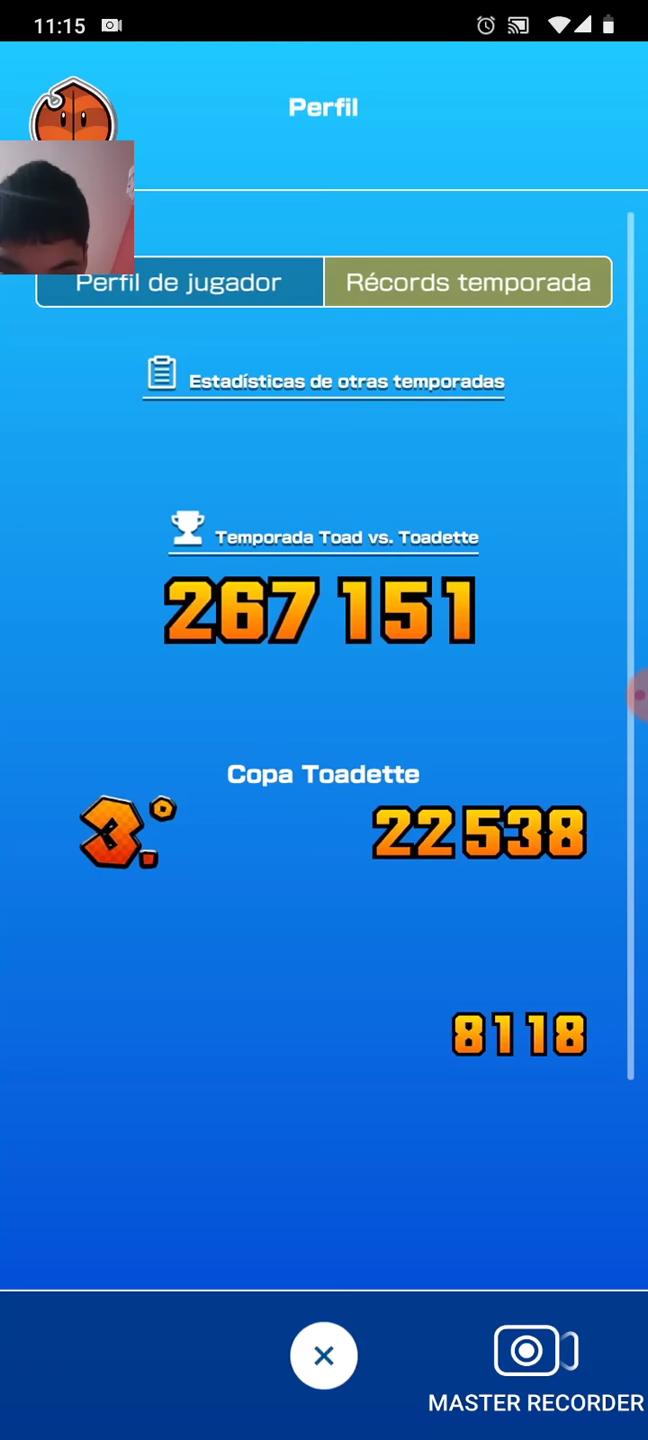 11:15
Perfil
Perfil de jugador
Récords temporada
Estadísticas de otras temporadas
Temporada Toad vs. Toadette
267 151
Copa Toadette
3.º
22 538
8118
MASTER RECORDER